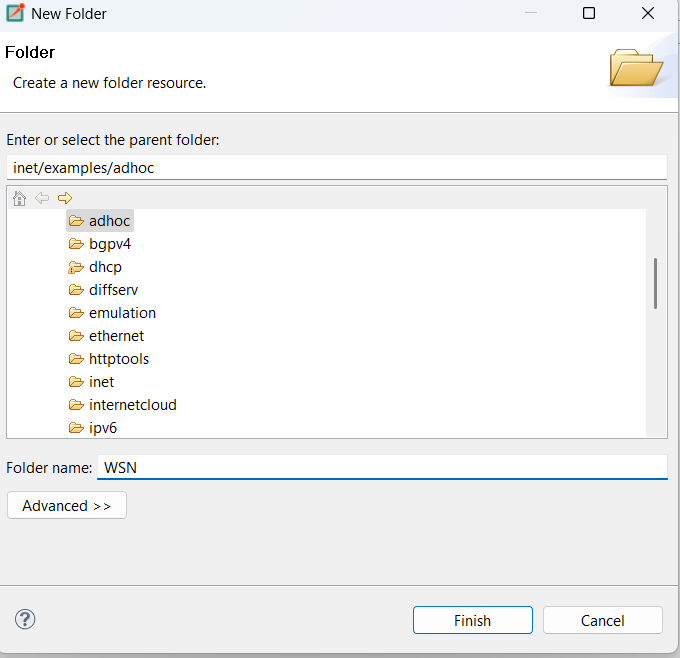 New Folder
Folder
Create a new folder resource.
Enter or select the parent folder:
inet/examples/adhoc
adhoc
bgpv4
dhcp
diffserv
emulation
ethernet
httptools
inet
internetcloud
ipv6
Folder name: WSN
Advanced >>
? Finish Cancel